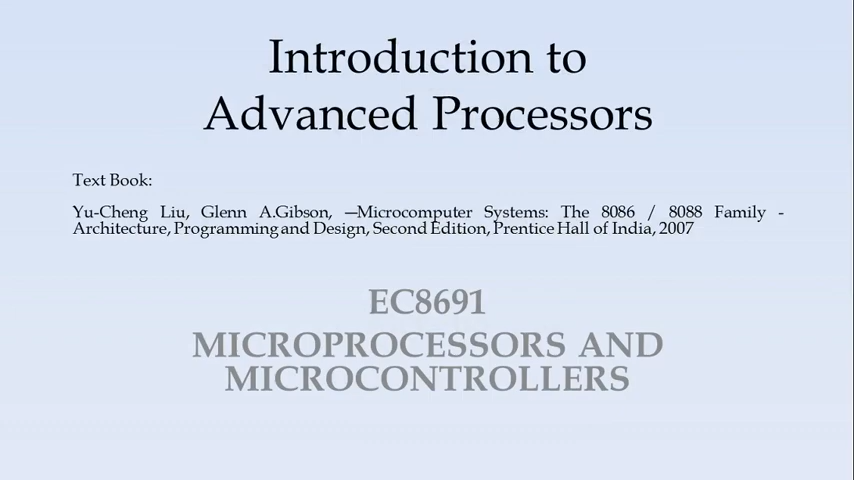 Introduction to
Advanced Processors
Text Book:
Yu-Cheng Liu, Glenn A.Gibson, ―Microcomputer Systems: The 8086 / 8088 Family -
Architecture, Programming and Design, Second Edition, Prentice Hall of India, 2007
EC8691
MICROPROCESSORS AND
MICROCONTROLLERS